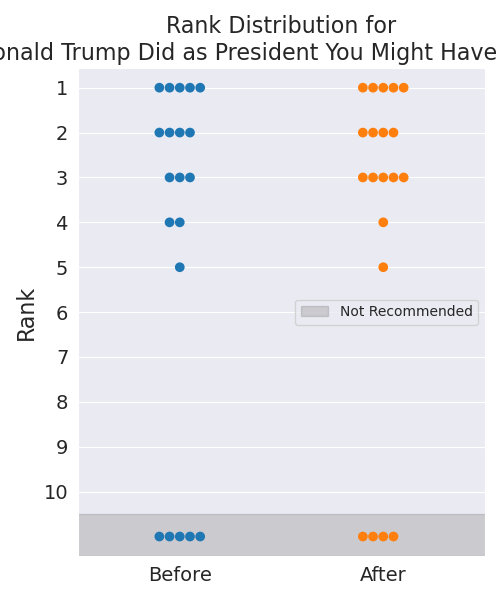 Rank Distribution for
onald Trump Did as President You Might Have
1
2
3
4
5
6
7
8
9
10
Rank
Not Recommended
Before
After